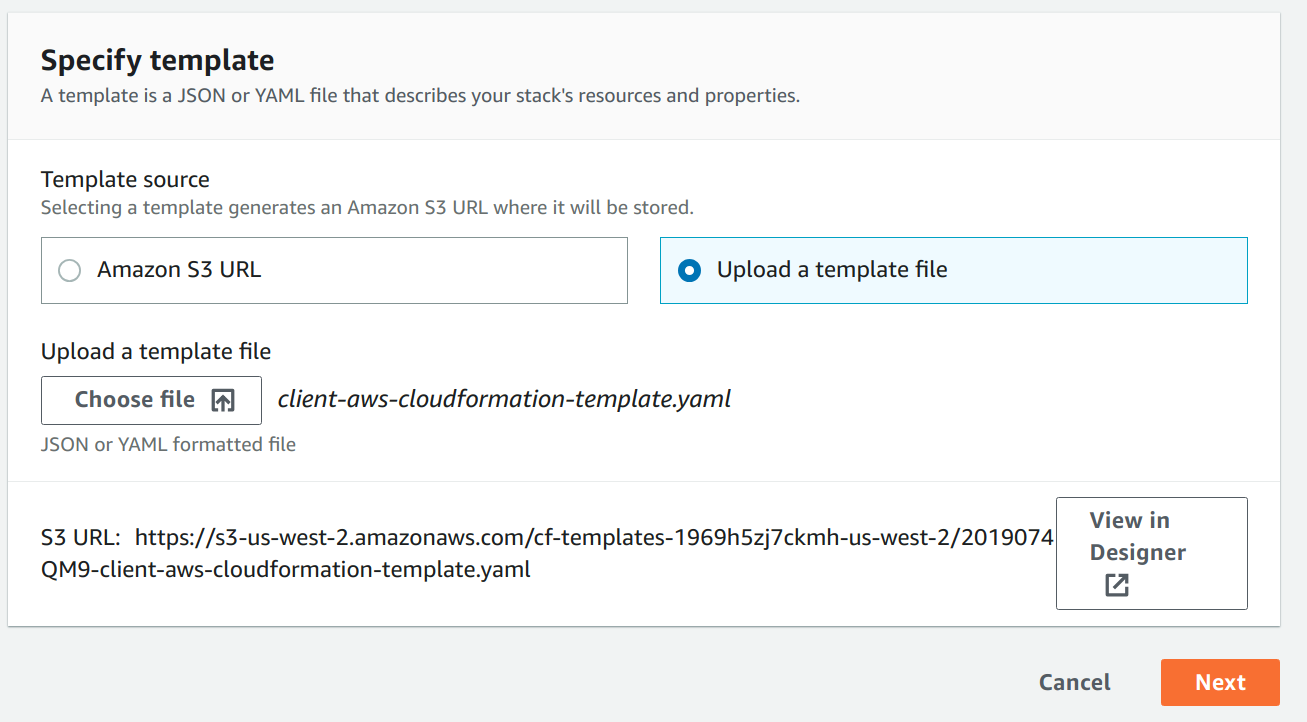 Specify template
A template is a JSON or YAML file that describes your stack's resources and properties.
Template source
Selecting a template generates an Amazon S3 URL where it will be stored.
Amazon S3 URL
Upload a template file
Upload a template file
Choose file
client-aws-cloudformation-template.yaml
JSON or YAML formatted file
S3 URL: https://s3-us-west-2.amazonaws.com/cf-templates-1969h5zj7ckmh-us-west-2/2019074
QM9-client-aws-cloudformation-template.yaml
View in
Designer
Cancel
Next